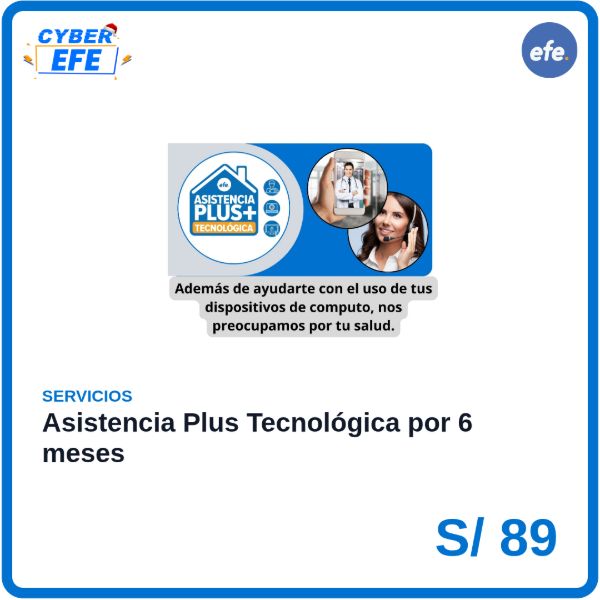 CYBER
EFE
efe.
efe
ASISTENCIA
PLUS+
TECNOLÓGICA
Además de ayudarte con el uso de tus
dispositivos de computo, nos
preocupamos por tu salud.
SERVICIOS
Asistencia Plus Tecnológica por 6
meses
S/ 89